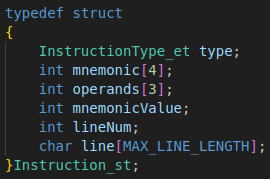 typedef struct
{
    InstructionType_et type;
    int mnemonic[4];
    int operands[3];
    int mnemonicValue;
    int lineNum;
    char line[MAX_LINE_LENGTH];
}Instruction_st;